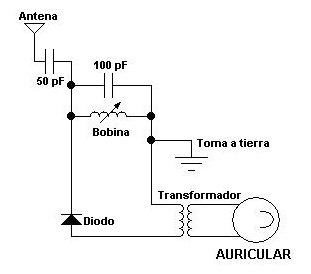 Antena
50 pF
100 pF
Bobina
Toma a tierra
Transformador
Diodo
AURICULAR